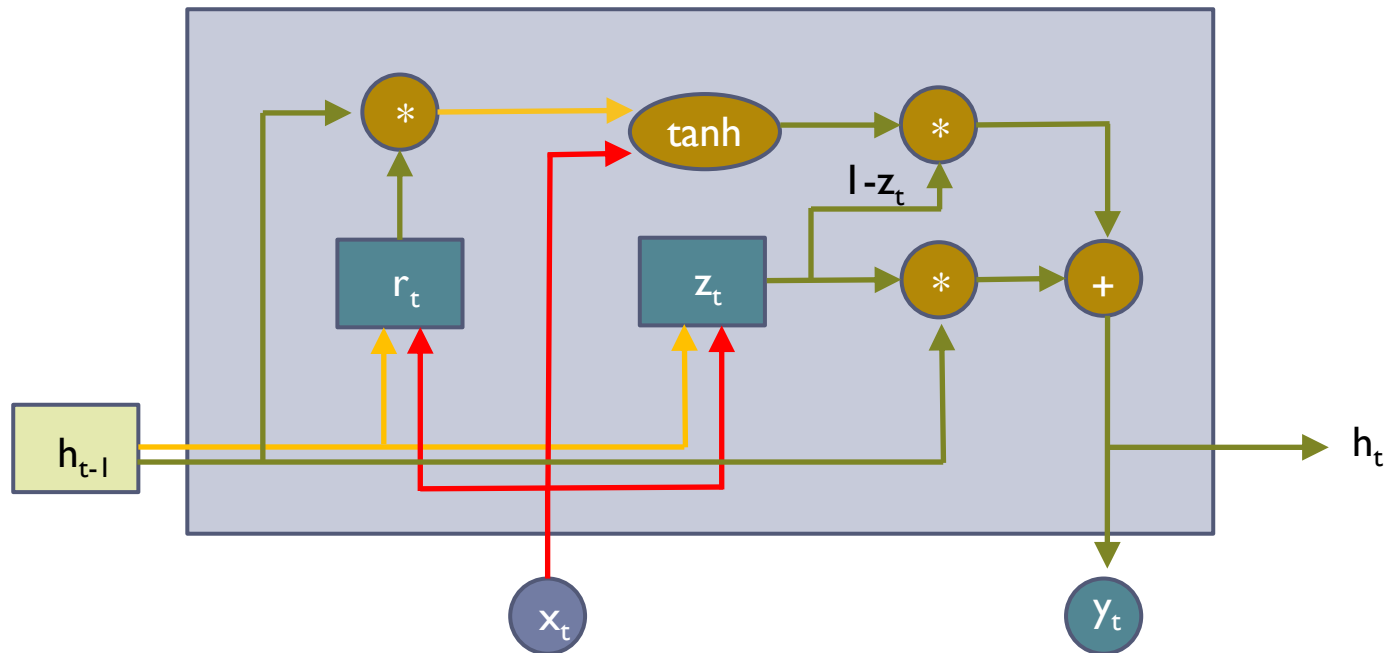 *
tanh
*
1-zₜ
rₜ
zₜ
*
+
hₜ₋₁
hₜ
xₜ
yₜ